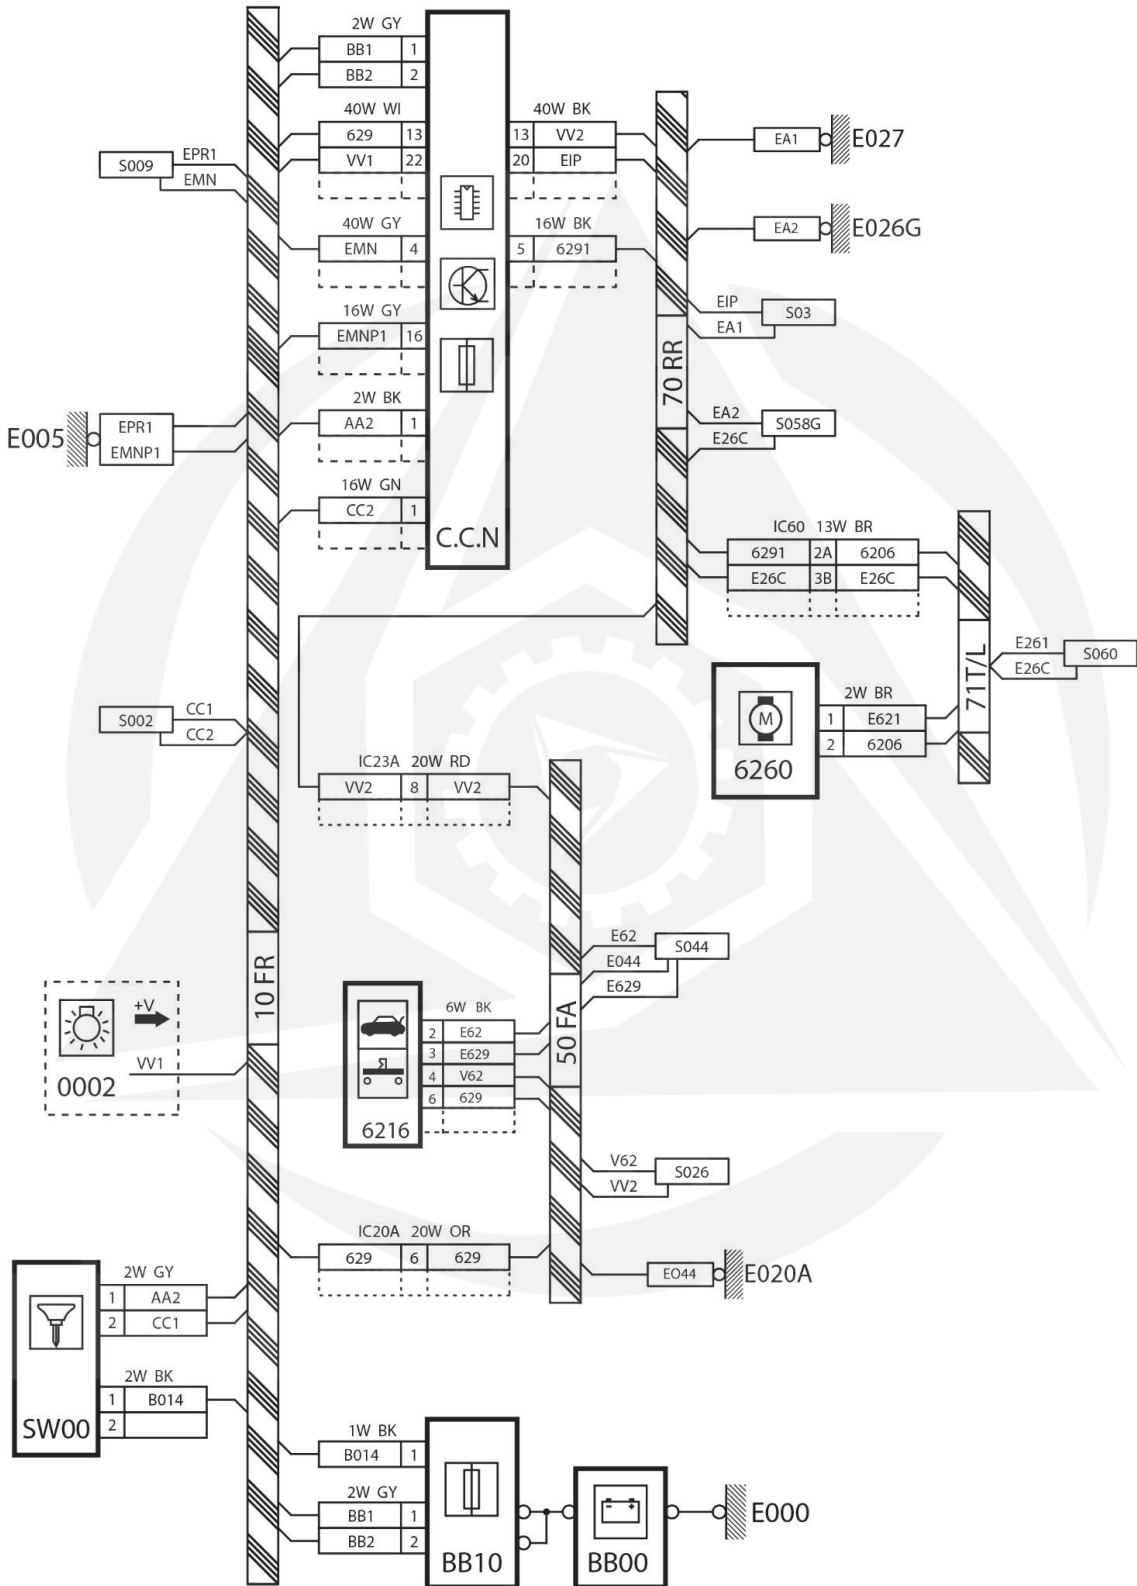 2W GY
BB1 1
BB2 2
40W WI
629 13
VV1 22
40W BK
13 VV2
20 EIP
EA1
E027
S009
EPR1
EMN
40W GY
EMN 4
16W BK
5 6291
EA2
E026G
16W GY
EMNP1 16
EIP
EA1
S03
70 RR
2W BK
AA2 1
E005
EPR1
EMNP1
EA2
E26C
S058G
16W GN
CC2 1
C.C.N
IC60 13W BR
6291 2A 6206
E26C 3B E26C
71T/L
E261
E26C
S060
S002
CC1
CC2
M
6260
2W BR
1 E621
2 6206
IC23A 20W RD
VV2 8 VV2
10 FR
E62
E044
E629
S044
50 FA
+V
VV1
0002
6W BK
2 E62
3 E629
4 V62
6 629
6216
V62
VV2
S026
IC20A 20W OR
629 6 629
EO44
E020A
2W GY
1 AA2
2 CC1
2W BK
1 B014
2
SW00
1W BK
B014 1
2W GY
BB1 1
BB2 2
BB10
BB00
E000